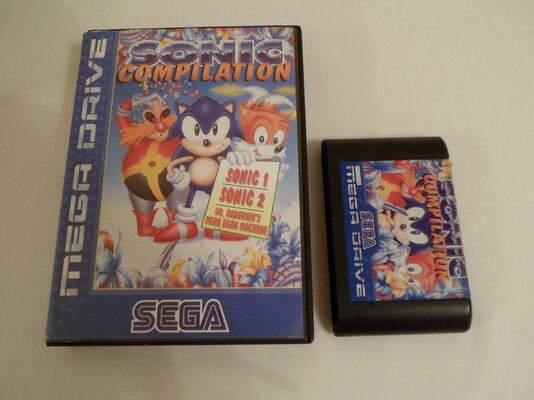 MEGA DRIVE
SONIC
COMPILATION
SONIC 1
SONIC 2
DR. ROBOTNIK'S
MEAN BEAN MACHINE
SEGA
SONIC
COMPILATION
SEGA
MEGA DRIVE